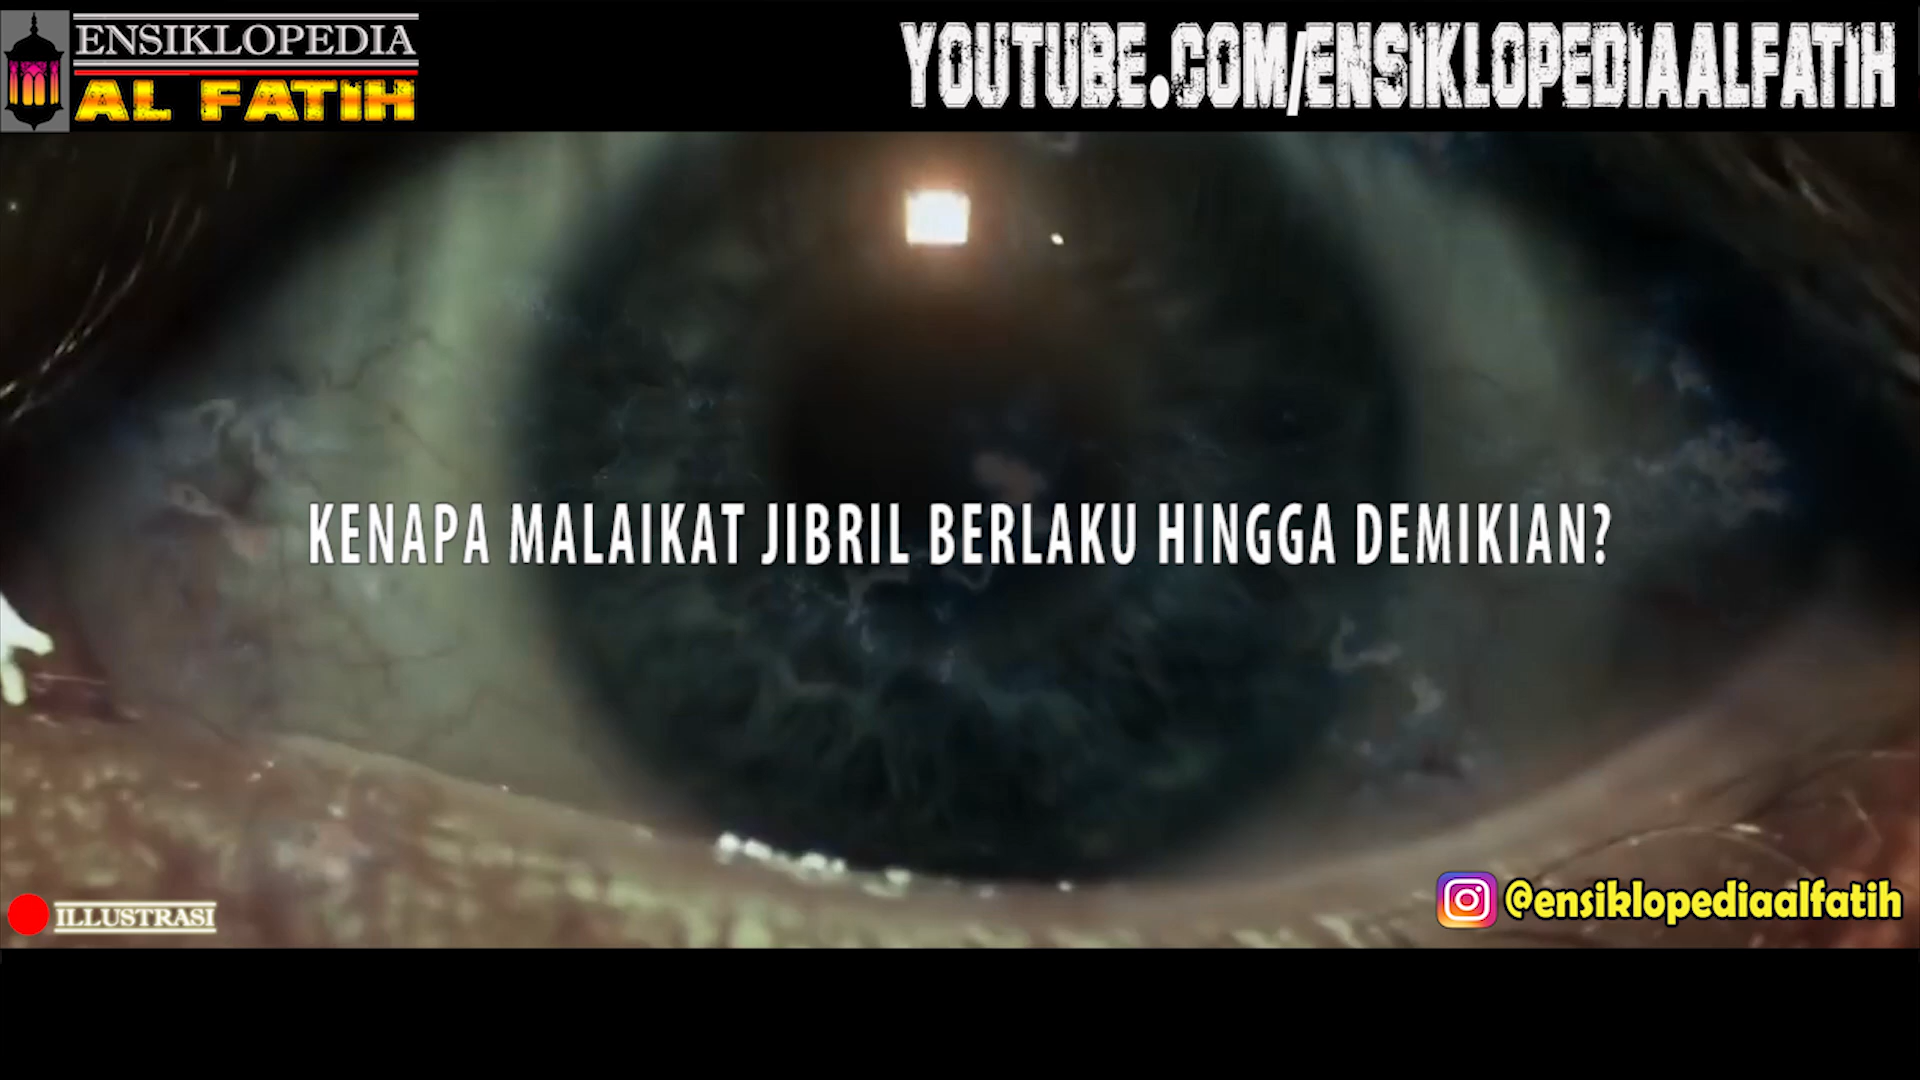 ENSIKLOPEDIA
AL FATIH
YOUTUBE.COM/ENSIKLOPEDIAALFATIH
KENAPA MALAIKAT JIBRIL BERLAKU HINGGA DEMIKIAN?
ILLUSTRASI
@ensiklopediaalfatih